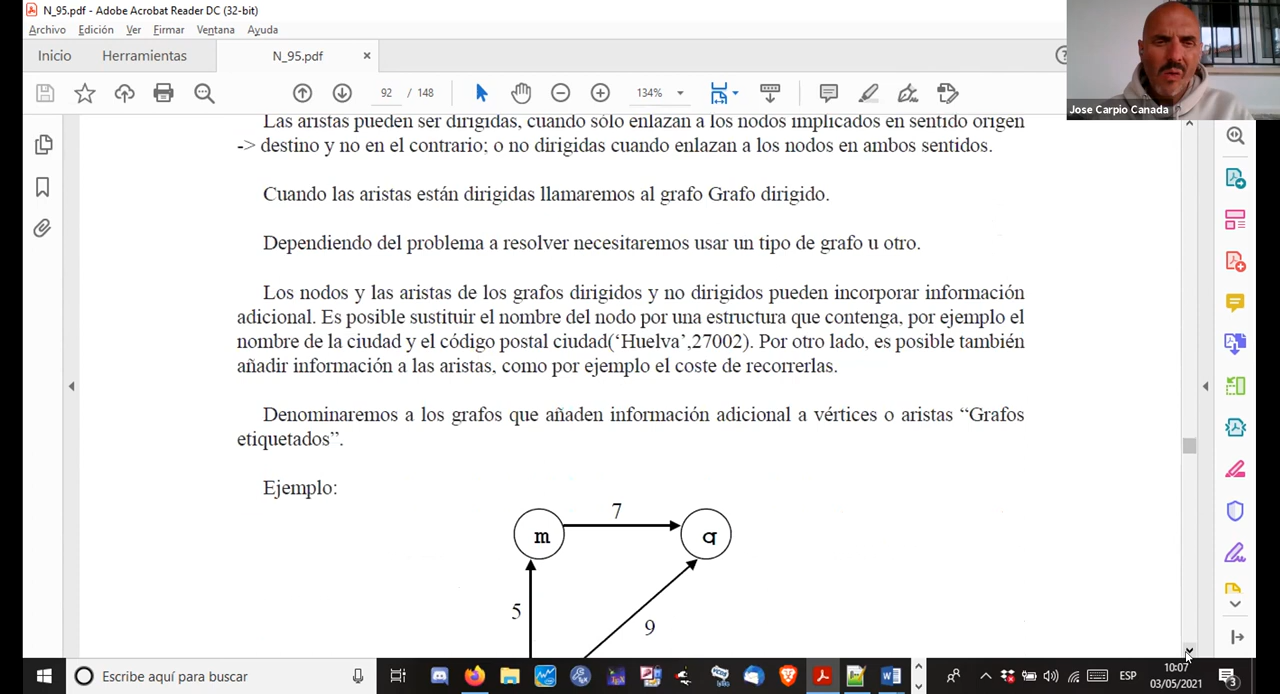 N_95.pdf - Adobe Acrobat Reader DC (32-bit)
Archivo Edición Ver Firmar Ventana Ayuda
Inicio Herramientas N_95.pdf ×
92 / 148 134%
Jose Carpio Canada
Las aristas pueden ser dirigidas, cuando sólo enlazan a los nodos implicados en sentido origen
-> destino y no en el contrario; o no dirigidas cuando enlazan a los nodos en ambos sentidos.
Cuando las aristas están dirigidas llamaremos al grafo Grafo dirigido.
Dependiendo del problema a resolver necesitaremos usar un tipo de grafo u otro.
Los nodos y las aristas de los grafos dirigidos y no dirigidos pueden incorporar información
adicional. Es posible sustituir el nombre del nodo por una estructura que contenga, por ejemplo el
nombre de la ciudad y el código postal ciudad(‘Huelva’,27002). Por otro lado, es posible también
añadir información a las aristas, como por ejemplo el coste de recorrerlas.
Denominaremos a los grafos que añaden información adicional a vértices o aristas “Grafos
etiquetados”.
Ejemplo:
7
m q
5
9
Escribe aquí para buscar
ESP
10:07
03/05/2021
3